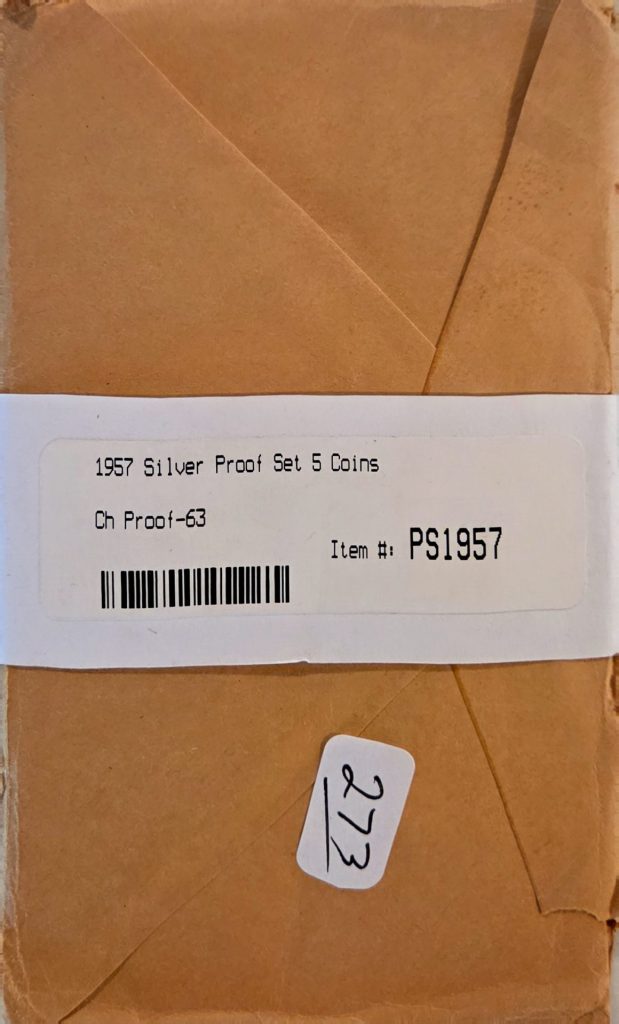 1957 Silver Proof Set 5 Coins
Ch Proof-63
Item #: PS1957
273